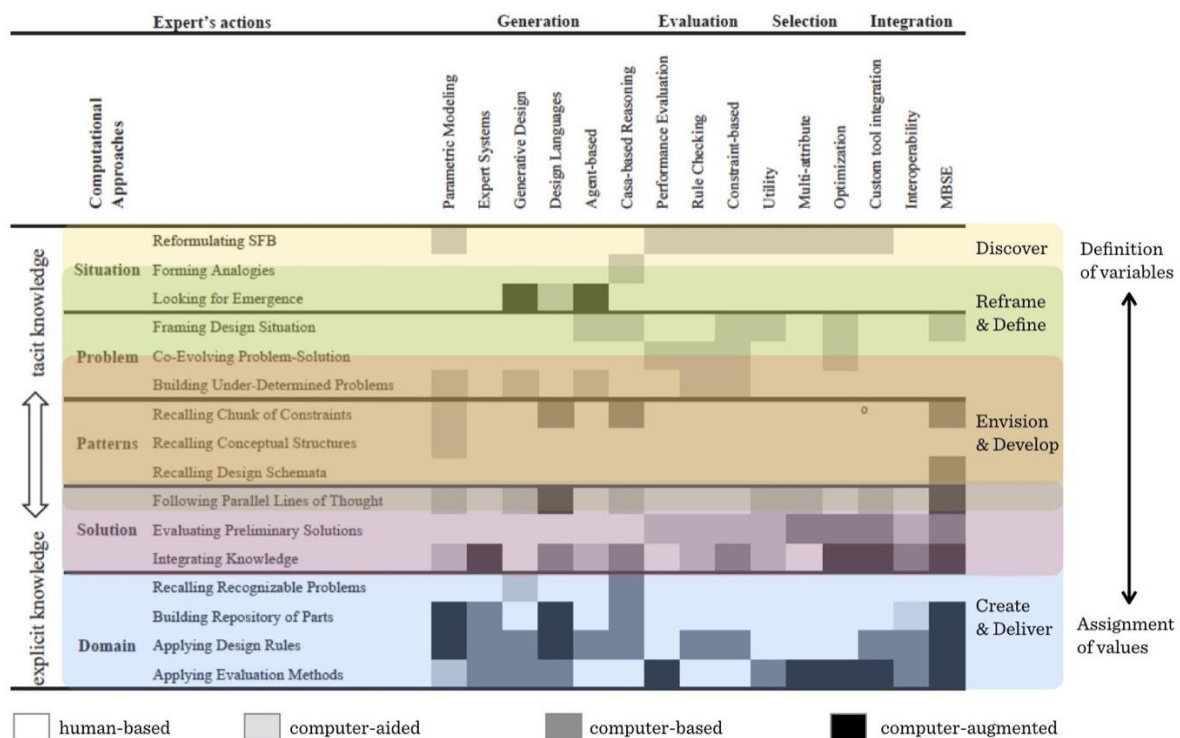 Expert's actions Generation Evaluation Selection Integration
Computational
Approaches
Parametric Modeling
Expert Systems
Generative Design
Design Languages
Agent-based
Casa-based Reasoning
Performance Evaluation
Rule Checking
Constraint-based
Utility
Multi-attribute
Optimization
Custom tool integration
Interoperability
MBSE
tacit knowledge
explicit knowledge
Situation
Reformulating SFB
Forming Analogies
Looking for Emergence
Problem
Framing Design Situation
Co-Evolving Problem-Solution
Building Under-Determined Problems
Patterns
Recalling Chunk of Constraints
o
Recalling Conceptual Structures
Recalling Design Schemata
Solution
Following Parallel Lines of Thought
Evaluating Preliminary Solutions
Integrating Knowledge
Domain
Recalling Recognizable Problems
Building Repository of Parts
Applying Design Rules
Applying Evaluation Methods
Discover
Reframe
& Define
Envision
& Develop
Create
& Deliver
Definition
of variables
Assignment
of values
human-based computer-aided computer-based computer-augmented